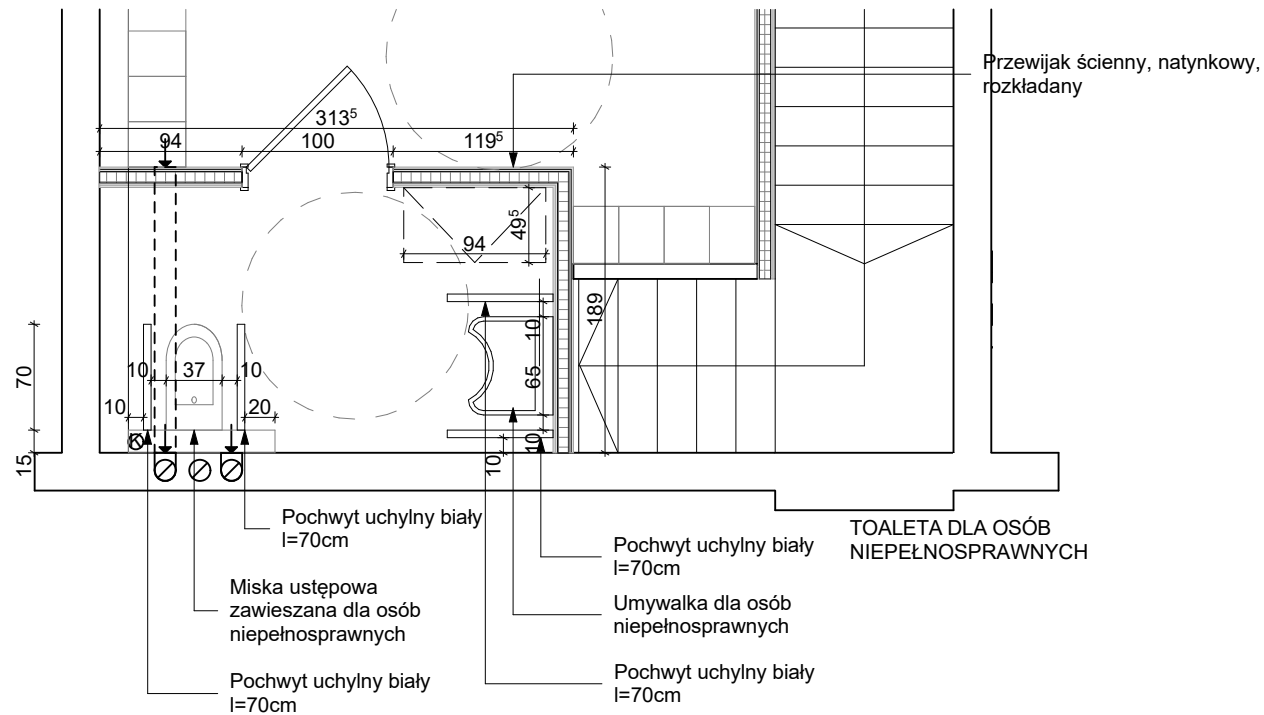 Przewijak ścienny, natynkowy,
rozkładany
313⁵
94
100
119⁵
49⁵
94
189
10
65
10
10
70
15
10
37
10
10
20
K
Pochwyt uchylny biały
l=70cm
Miska ustępowa
zawieszana dla osób
niepełnosprawnych
Pochwyt uchylny biały
l=70cm
Pochwyt uchylny biały
l=70cm
Umywalka dla osób
niepełnosprawnych
Pochwyt uchylny biały
l=70cm
TOALETA DLA OSÓB
NIEPEŁNOSPRAWNYCH